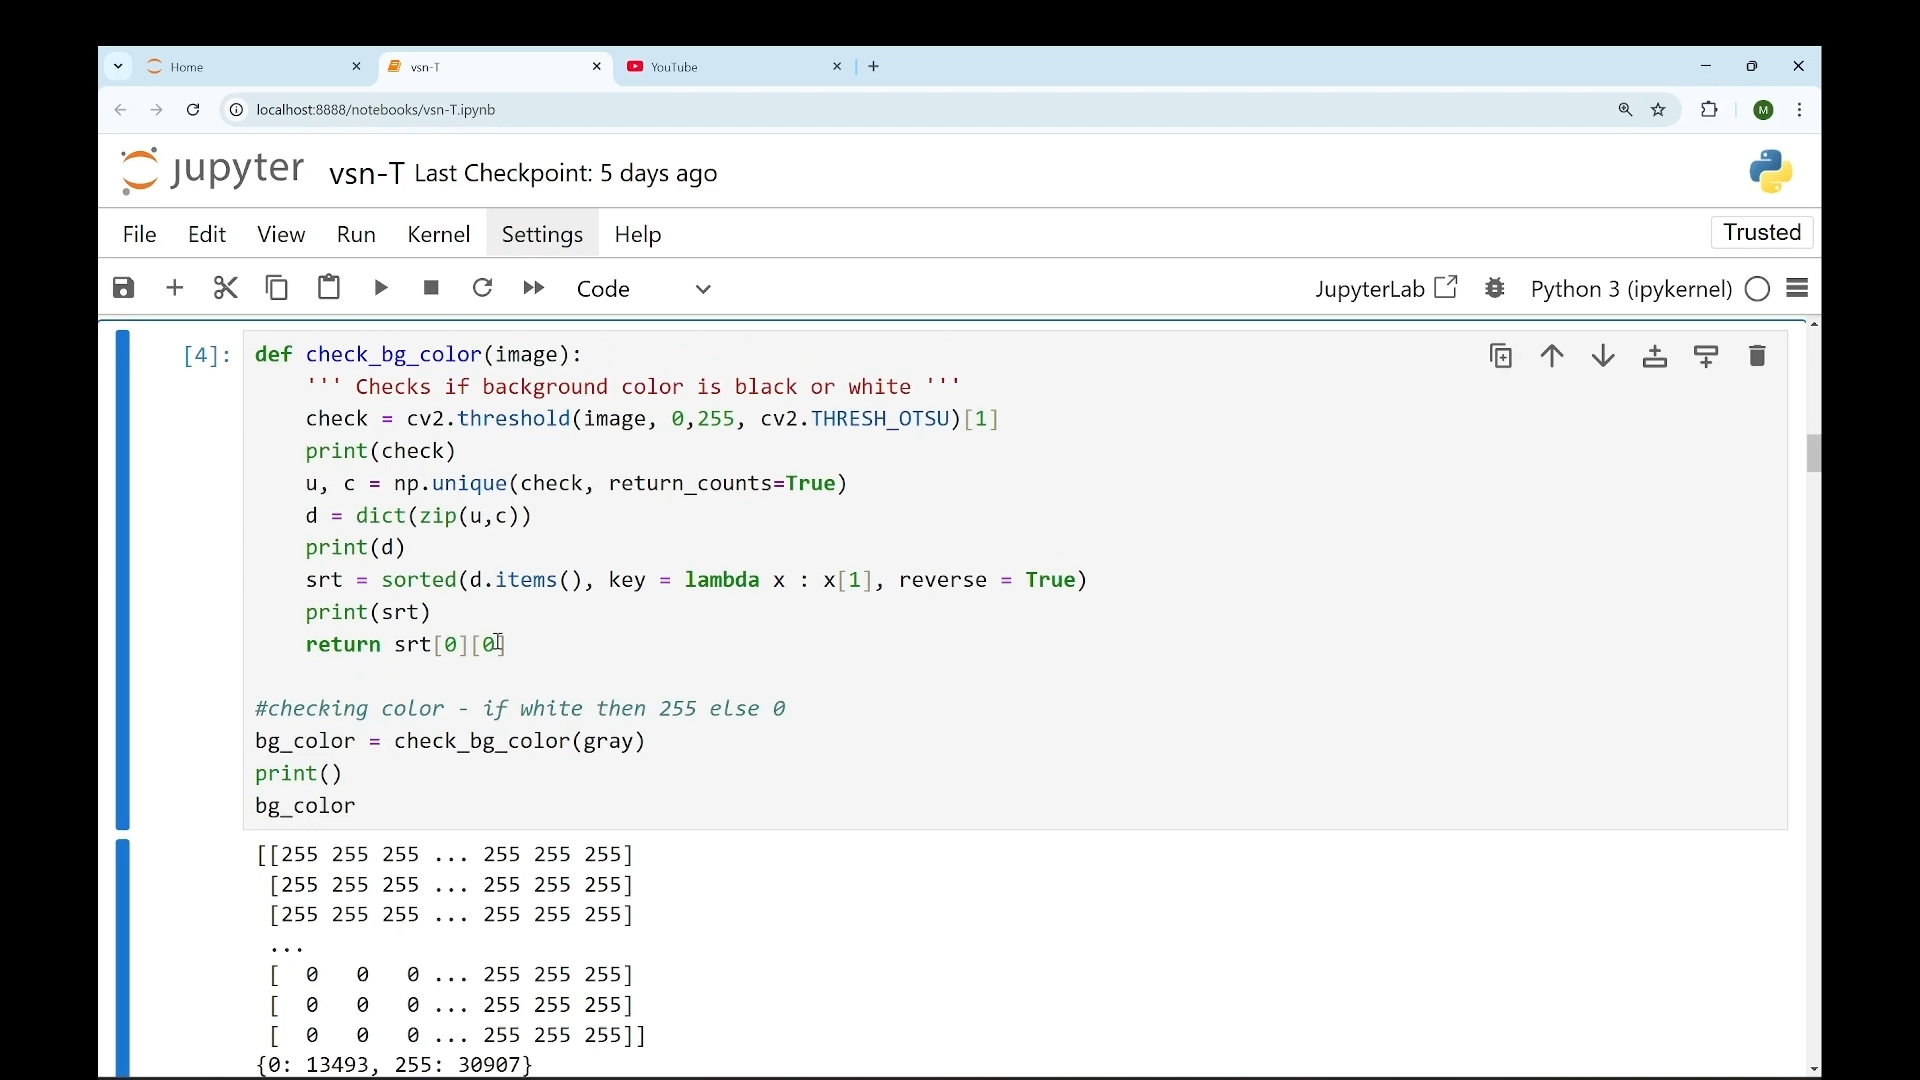 Home
vsn-T
YouTube
localhost:8888/notebooks/vsn-T.ipynb
M
jupyter vsn-T Last Checkpoint: 5 days ago
File Edit View Run Kernel Settings Help Trusted
Code JupyterLab Python 3 (ipykernel)
[4]: def check_bg_color(image):
    ''' Checks if background color is black or white '''
    check = cv2.threshold(image, 0,255, cv2.THRESH_OTSU)[1]
    print(check)
    u, c = np.unique(check, return_counts=True)
    d = dict(zip(u,c))
    print(d)
    srt = sorted(d.items(), key = lambda x : x[1], reverse = True)
    print(srt)
    return srt[0][0]
#checking color - if white then 255 else 0
bg_color = check_bg_color(gray)
print()
bg_color
[[255 255 255 ... 255 255 255]
 [255 255 255 ... 255 255 255]
 [255 255 255 ... 255 255 255]
 ...
 [  0   0   0 ... 255 255 255]
 [  0   0   0 ... 255 255 255]
 [  0   0   0 ... 255 255 255]]
{0: 13493, 255: 30907}